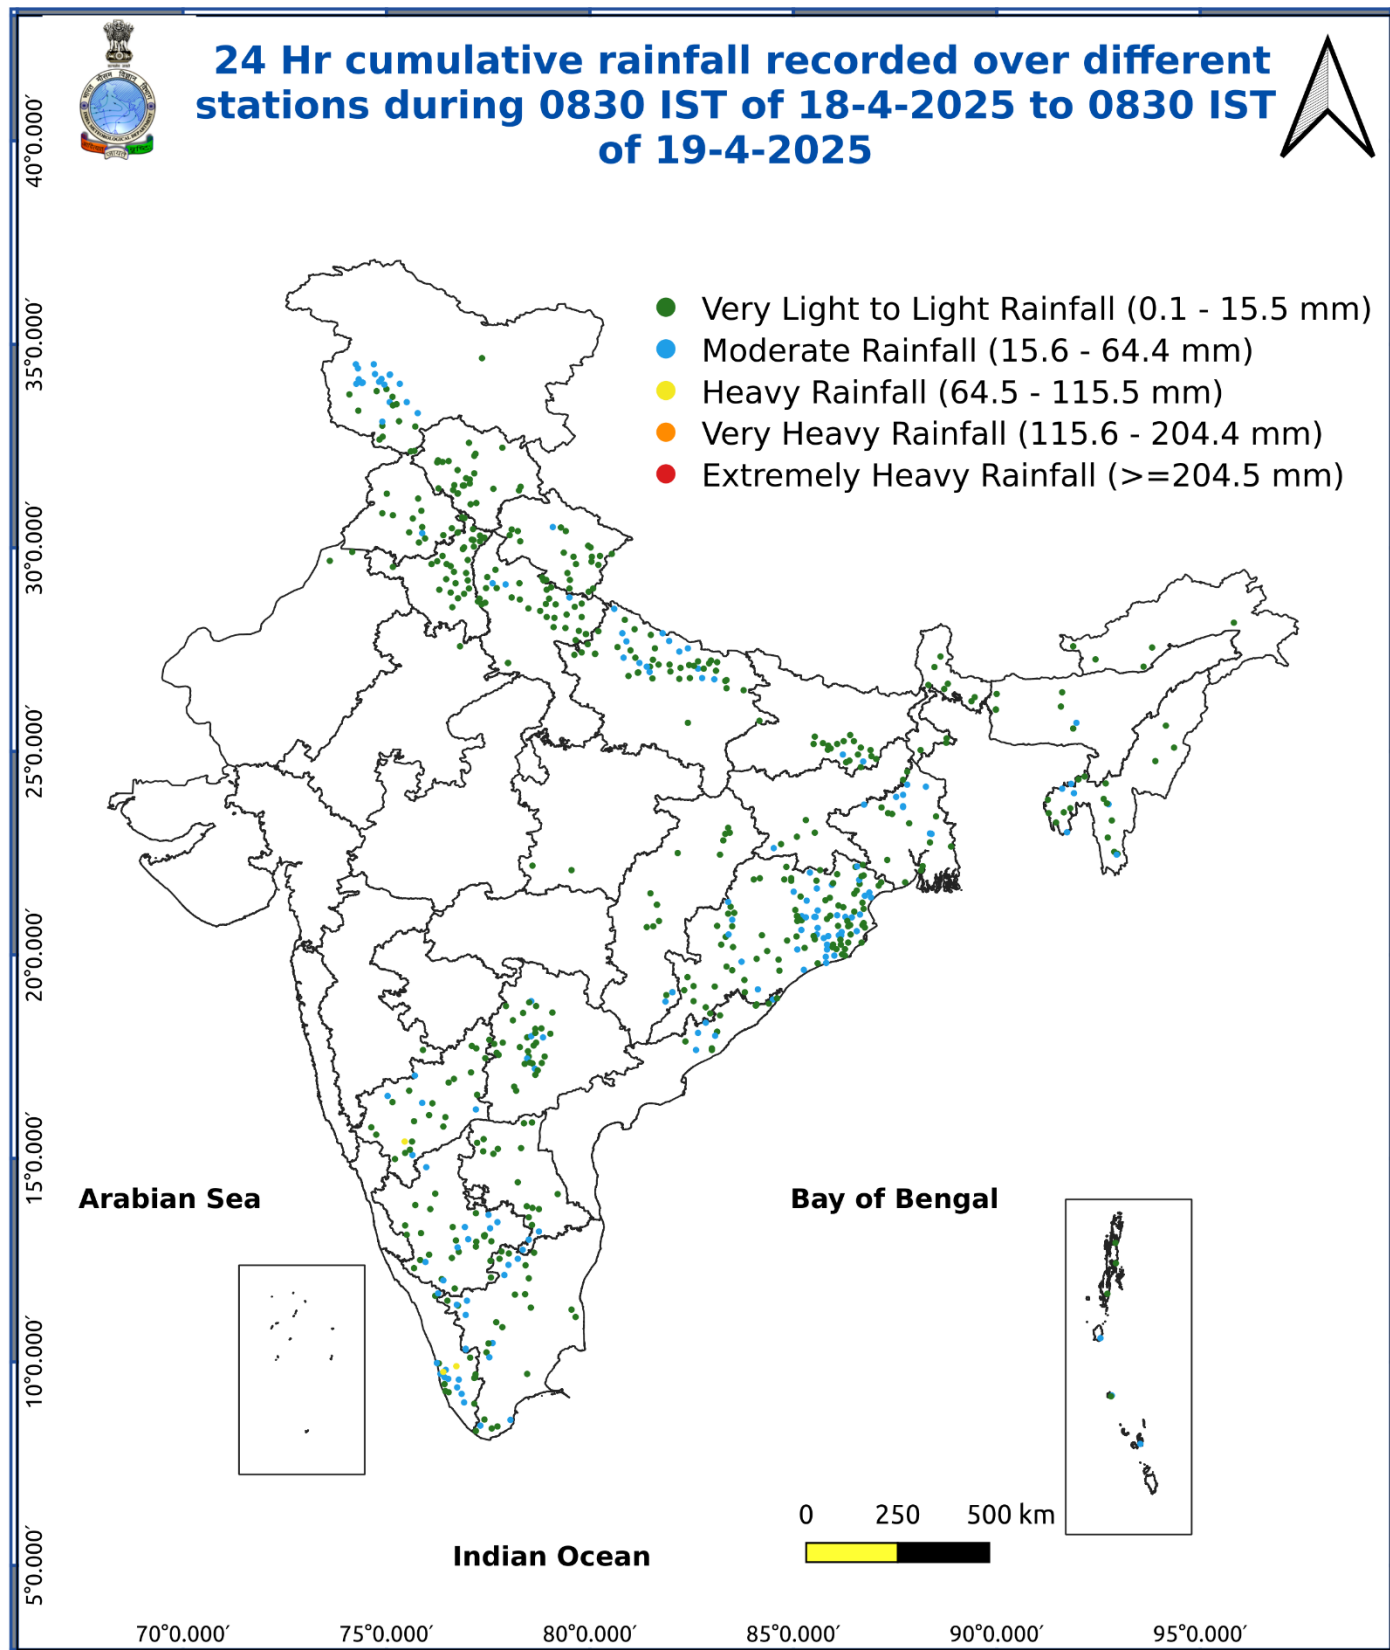 24 Hr cumulative rainfall recorded over different
stations during 0830 IST of 18-4-2025 to 0830 IST
of 19-4-2025
Very Light to Light Rainfall (0.1 - 15.5 mm)
Moderate Rainfall (15.6 - 64.4 mm)
Heavy Rainfall (64.5 - 115.5 mm)
Very Heavy Rainfall (115.6 - 204.4 mm)
Extremely Heavy Rainfall (>=204.5 mm)
40°0.000′
35°0.000′
30°0.000′
25°0.000′
20°0.000′
15°0.000′
10°0.000′
5°0.000′
Arabian Sea
Bay of Bengal
Indian Ocean
0 250 500 km
70°0.000′ 75°0.000′ 80°0.000′ 85°0.000′ 90°0.000′ 95°0.000′